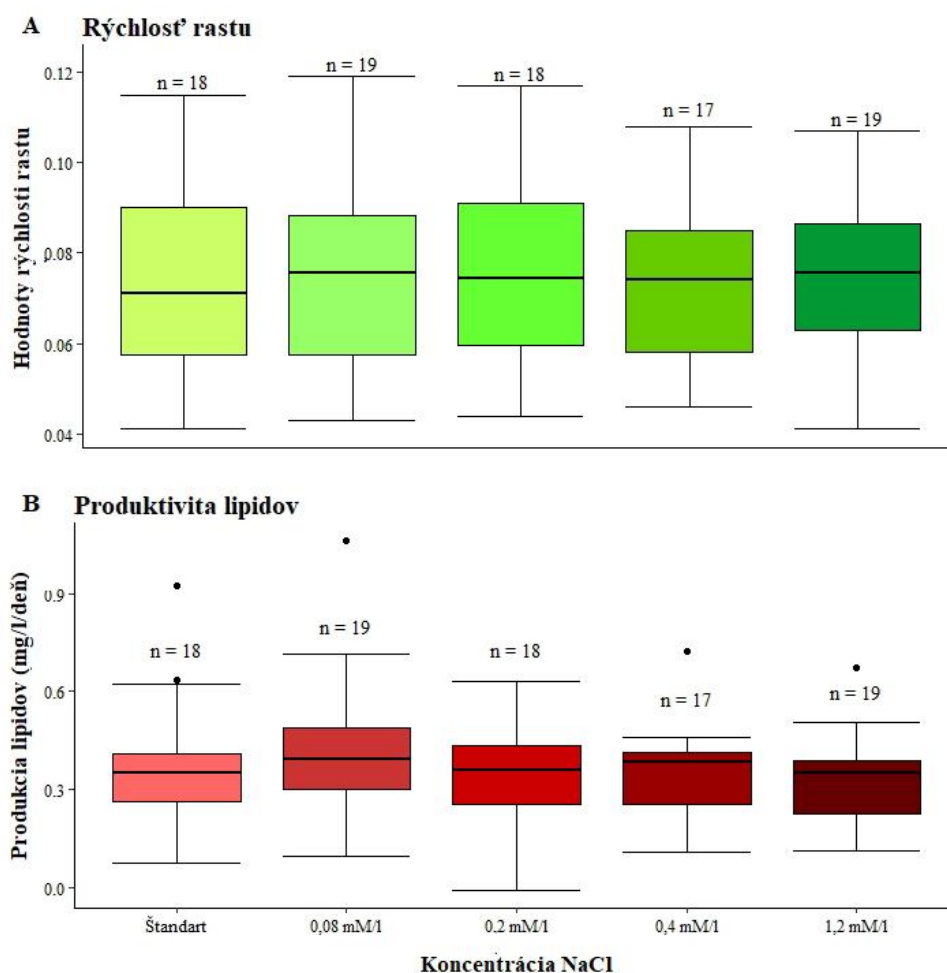 A Rýchlosť rastu
n = 18
n = 19
n = 18
n = 17
n = 19
0.12
0.10
0.08
0.06
0.04
Hodnoty rýchlosti rastu
B Produktivita lipidov
n = 18
n = 19
n = 18
n = 17
n = 19
0.9
0.6
0.3
0.0
Produkcia lipidov (mg/l/deň)
Štandart 0,08 mM/l 0.2 mM/l 0,4 mM/l 1,2 mM/l
Koncentrácia NaCl